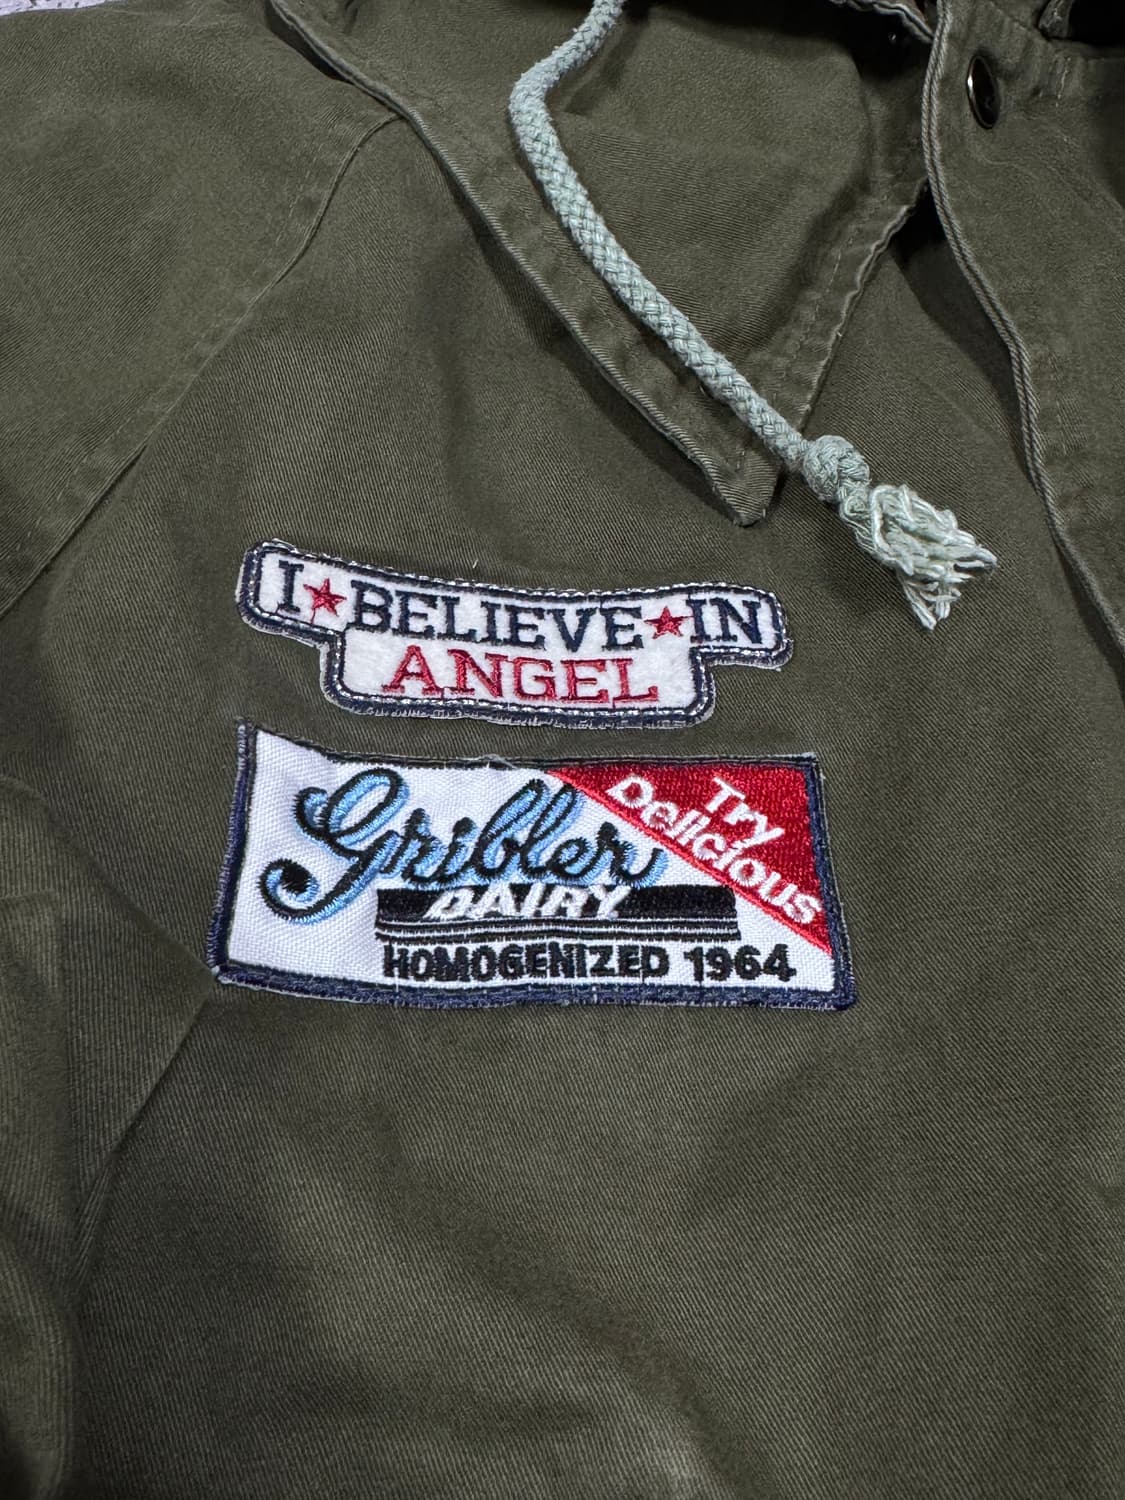 I★BELIEVE★IN
ANGEL
Try
Delicious
Gribler
DAIRY
HOMOGENIZED 1964